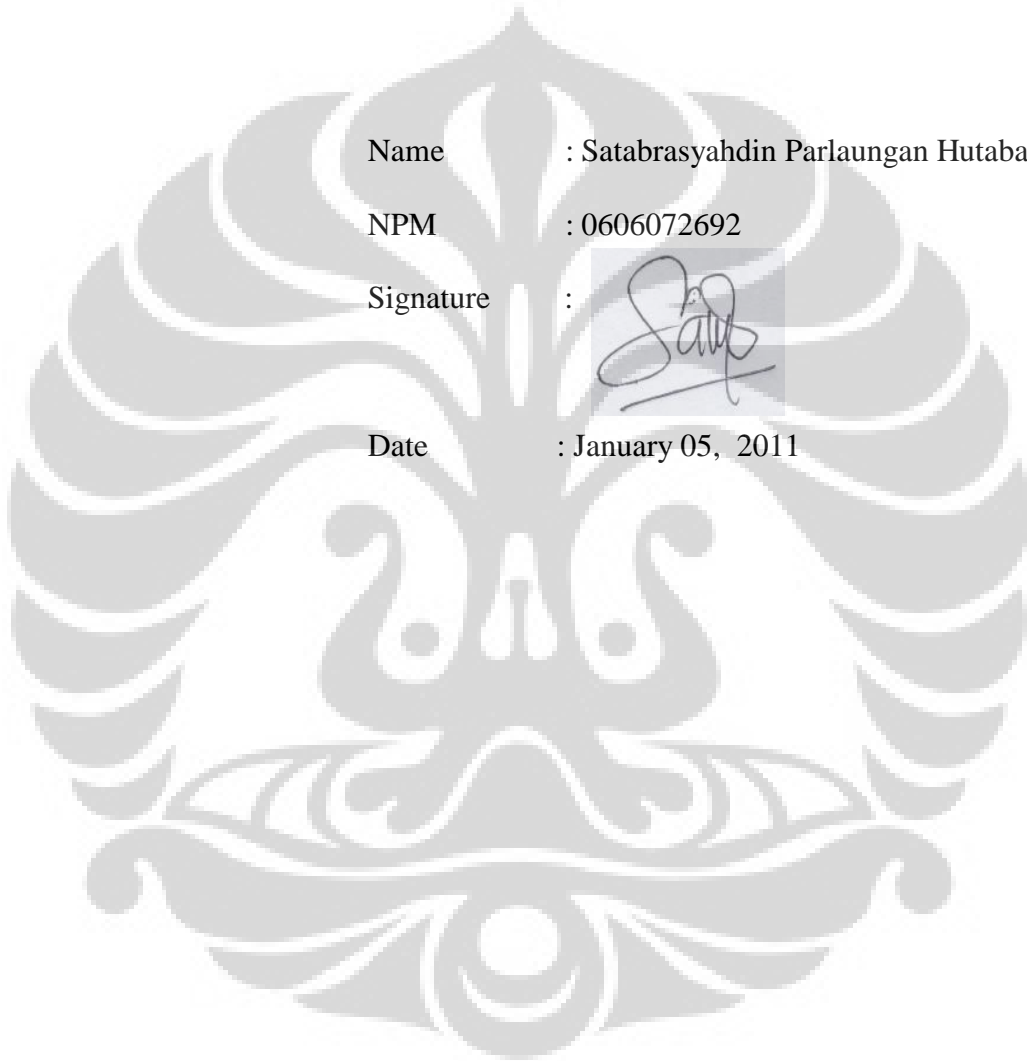 Name : Satabrasyahdin Parlaungan Hutaba
NPM : 0606072692
Signature :
Date : January 05, 2011